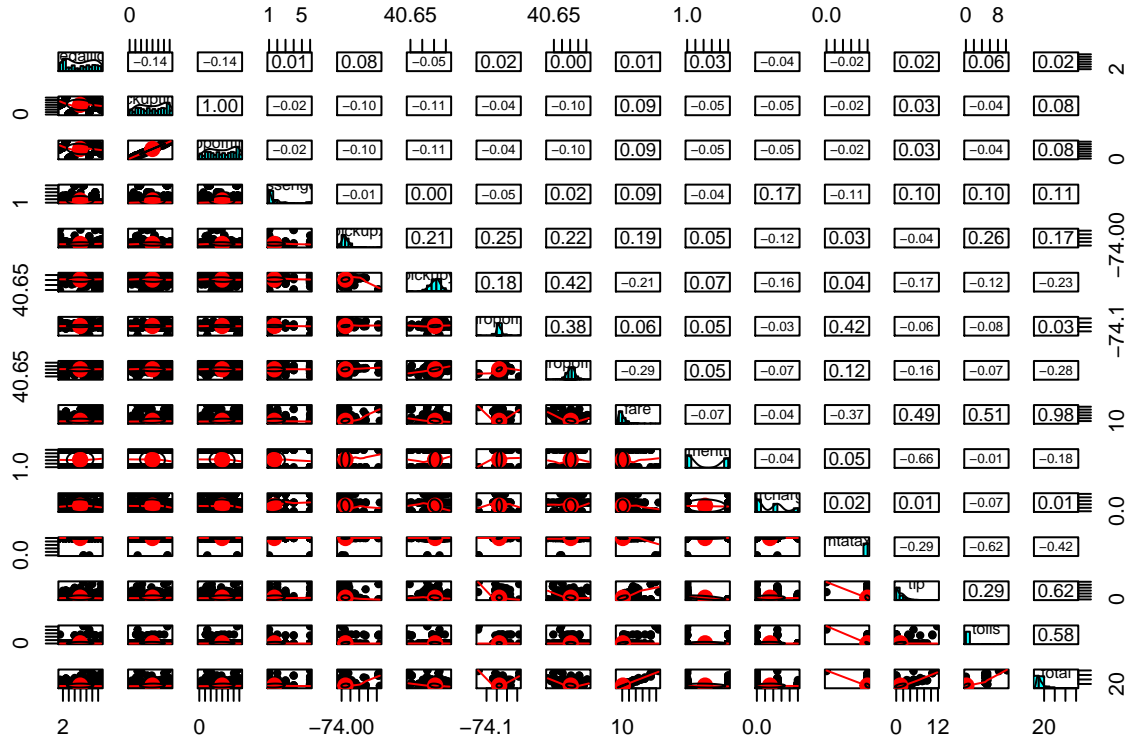 0 1 5 40.65 40.65 1.0 0.0 0 8
−0.14 −0.14 0.01 0.08 −0.05 0.02 0.00 0.01 0.03 −0.04 −0.02 0.02 0.06 0.02 2
0 1.00 −0.02 −0.10 −0.11 −0.04 −0.10 0.09 −0.05 −0.05 −0.02 0.03 −0.04 0.08
−0.02 −0.10 −0.11 −0.04 −0.10 0.09 −0.05 −0.05 −0.02 0.03 −0.04 0.08 0
1 −0.01 0.00 −0.05 0.02 0.09 −0.04 0.17 −0.11 0.10 0.10 0.11
0.21 0.25 0.22 0.19 0.05 −0.12 0.03 −0.04 0.26 0.17 −74.00
40.65 0.18 0.42 −0.21 0.07 −0.16 0.04 −0.17 −0.12 −0.23
0.38 0.06 0.05 −0.03 0.42 −0.06 −0.08 0.03 −74.1
40.65 −0.29 0.05 −0.07 0.12 −0.16 −0.07 −0.28
fare −0.07 −0.04 −0.37 0.49 0.51 0.98 10
1.0 −0.04 0.05 −0.66 −0.01 −0.18
0.02 0.01 −0.07 0.01 0.0
0.0 −0.29 −0.62 −0.42
tip 0.29 0.62 0
0 tolls 0.58
total 20
2 0 −74.00 −74.1 10 0.0 0 12 20